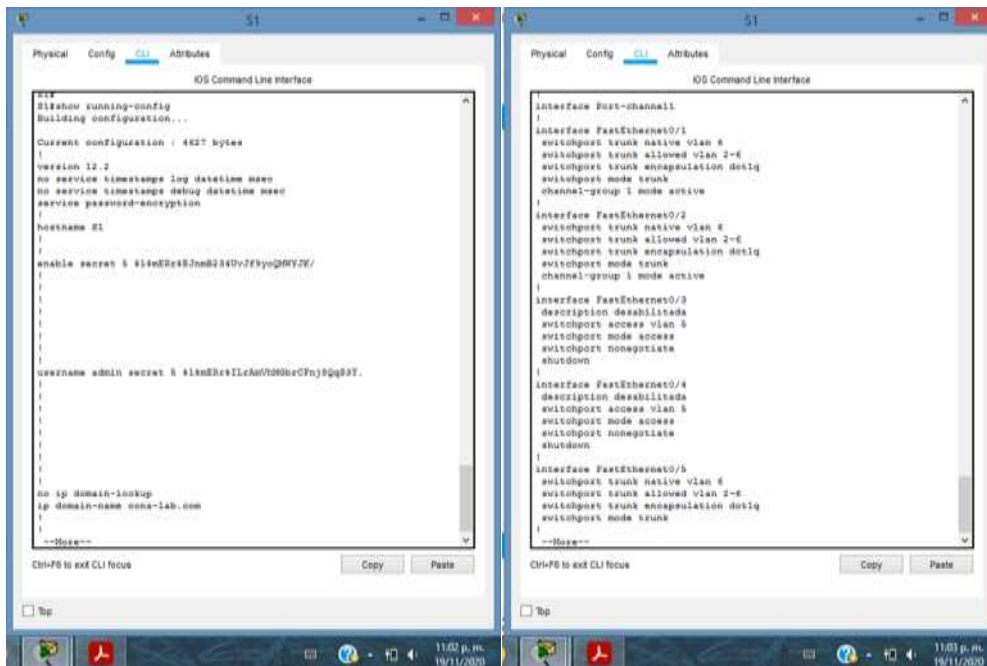 S1
Physical Config CLI Attributes
IOS Command Line Interface
S1#show running-config
Building configuration...
Current configuration : 4627 bytes
!
version 12.2
no service timestamps log datetime msec
no service timestamps debug datetime msec
service password-encryption
!
hostname S1
!
!
enable secret 5
!
!
!
!
!
!
username admin secret 5
!
!
!
!
!
!
!
no ip domain-lookup
ip domain-name ccna-lab.com
!
!
--More--
Ctrl+F6 to exit CLI focus
Copy Paste
Top
11:02 p. m.
19/11/2020
S1
Physical Config CLI Attributes
IOS Command Line Interface
!
interface Port-channel1
!
interface FastEthernet0/1
switchport trunk native vlan 6
switchport trunk allowed vlan 2-6
switchport trunk encapsulation dot1q
switchport mode trunk
channel-group 1 mode active
!
interface FastEthernet0/2
switchport trunk native vlan 6
switchport trunk allowed vlan 2-6
switchport trunk encapsulation dot1q
switchport mode trunk
channel-group 1 mode active
!
interface FastEthernet0/3
description desabilitada
switchport access vlan 5
switchport mode access
switchport nonegotiate
shutdown
!
interface FastEthernet0/4
description desabilitada
switchport access vlan 5
switchport mode access
switchport nonegotiate
shutdown
!
interface FastEthernet0/5
switchport trunk native vlan 6
switchport trunk allowed vlan 2-6
switchport trunk encapsulation dot1q
switchport mode trunk
!
--More--
Ctrl+F6 to exit CLI focus
Copy Paste
Top
11:03 p. m.
19/11/2020